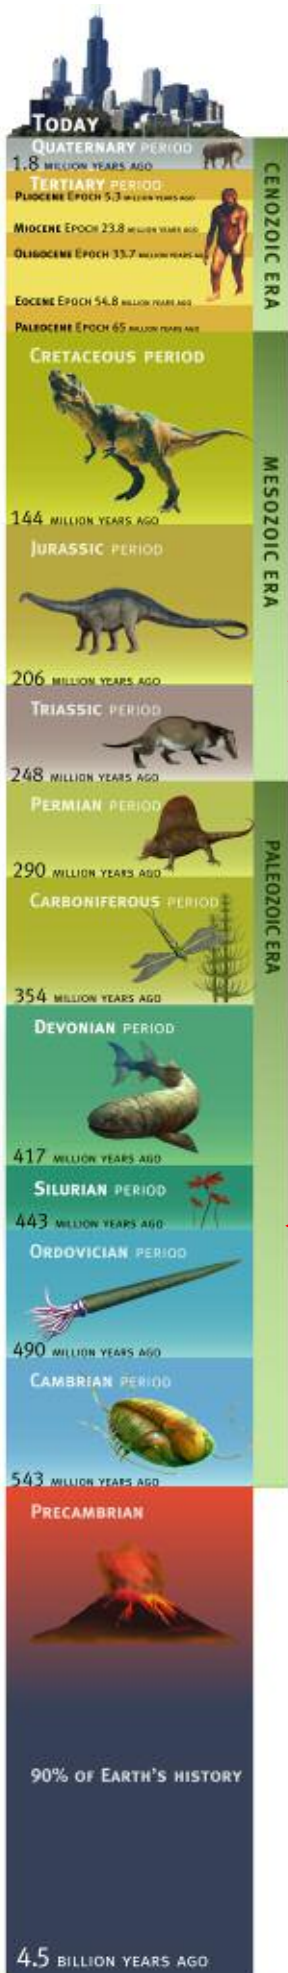 TODAY
QUATERNARY PERIOD
1.8 MILLION YEARS AGO
TERTIARY PERIOD
PLIOCENE EPOCH 5.3 MILLION YEARS AGO
MIOCENE EPOCH 23.8 MILLION YEARS AGO
OLIGOCENE EPOCH 33.7 MILLION YEARS AGO
EOCENE EPOCH 54.8 MILLION YEARS AGO
PALEOCENE EPOCH 65 MILLION YEARS AGO
CENOZOIC ERA
CRETACEOUS PERIOD
144 MILLION YEARS AGO
JURASSIC PERIOD
206 MILLION YEARS AGO
TRIASSIC PERIOD
248 MILLION YEARS AGO
MESOZOIC ERA
PERMIAN PERIOD
290 MILLION YEARS AGO
CARBONIFEROUS PERIOD
354 MILLION YEARS AGO
DEVONIAN PERIOD
417 MILLION YEARS AGO
SILURIAN PERIOD
443 MILLION YEARS AGO
ORDOVICIAN PERIOD
490 MILLION YEARS AGO
CAMBRIAN PERIOD
543 MILLION YEARS AGO
PALEOZOIC ERA
PRECAMBRIAN
90% OF EARTH'S HISTORY
4.5 BILLION YEARS AGO